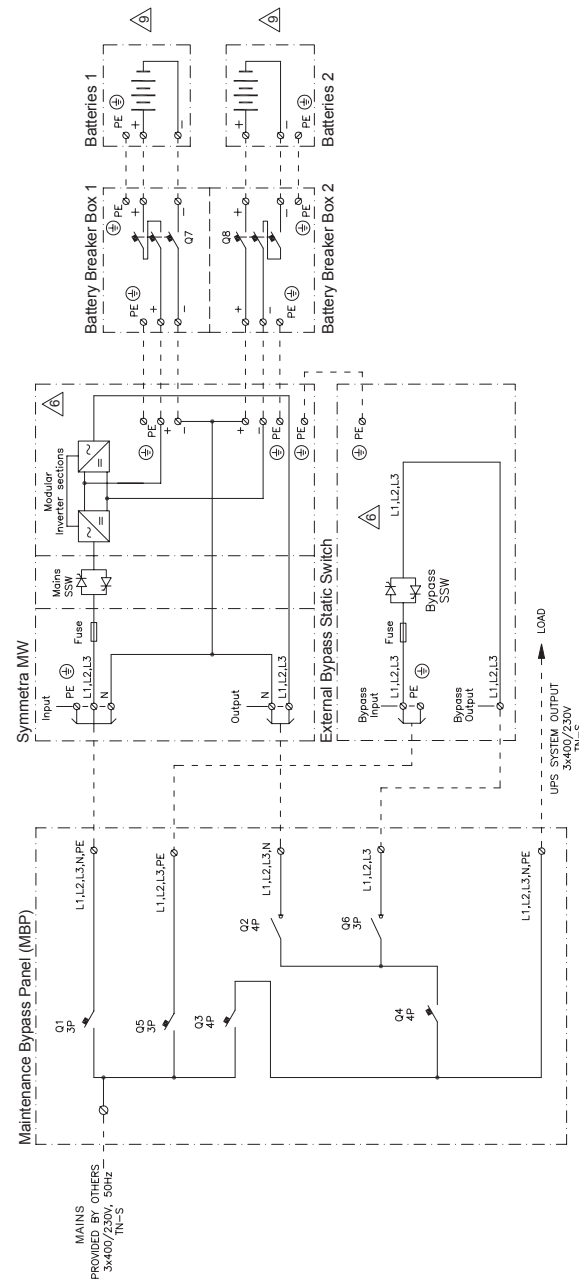 MAINS
PROVIDED BY OTHERS
3x400/230V, 50Hz
TN-S
Maintenance Bypass Panel (MBP)
Q1
3P
L1,L2,L3,N,PE
Q5
3P
L1,L2,L3,PE
Q3
4P
Q2
4P
L1,L2,L3,N
Q6
3P
L1,L2,L3
Q4
4P
L1,L2,L3,N,PE
UPS SYSTEM OUTPUT
3x400/230V
TN-S
LOAD
Symmetra MW
Input
PE
L1,L2,L3
N
Fuse
Mains
SSW
Modular
Inverter sections
~
=
~
=
6
Output
N
L1,L2,L3
PE
+
-
+
-
PE
PE
External Bypass Static Switch
Bypass
Input
L1,L2,L3
PE
Fuse
Bypass
SSW
L1,L2,L3
6
Bypass
Output
L1,L2,L3
PE
Battery Breaker Box 1
PE
+
-
Q7
PE
+
-
Battery Breaker Box 2
+
-
PE
Q8
+
-
PE
Batteries 1
PE
+
-
9
Batteries 2
+
-
PE
9